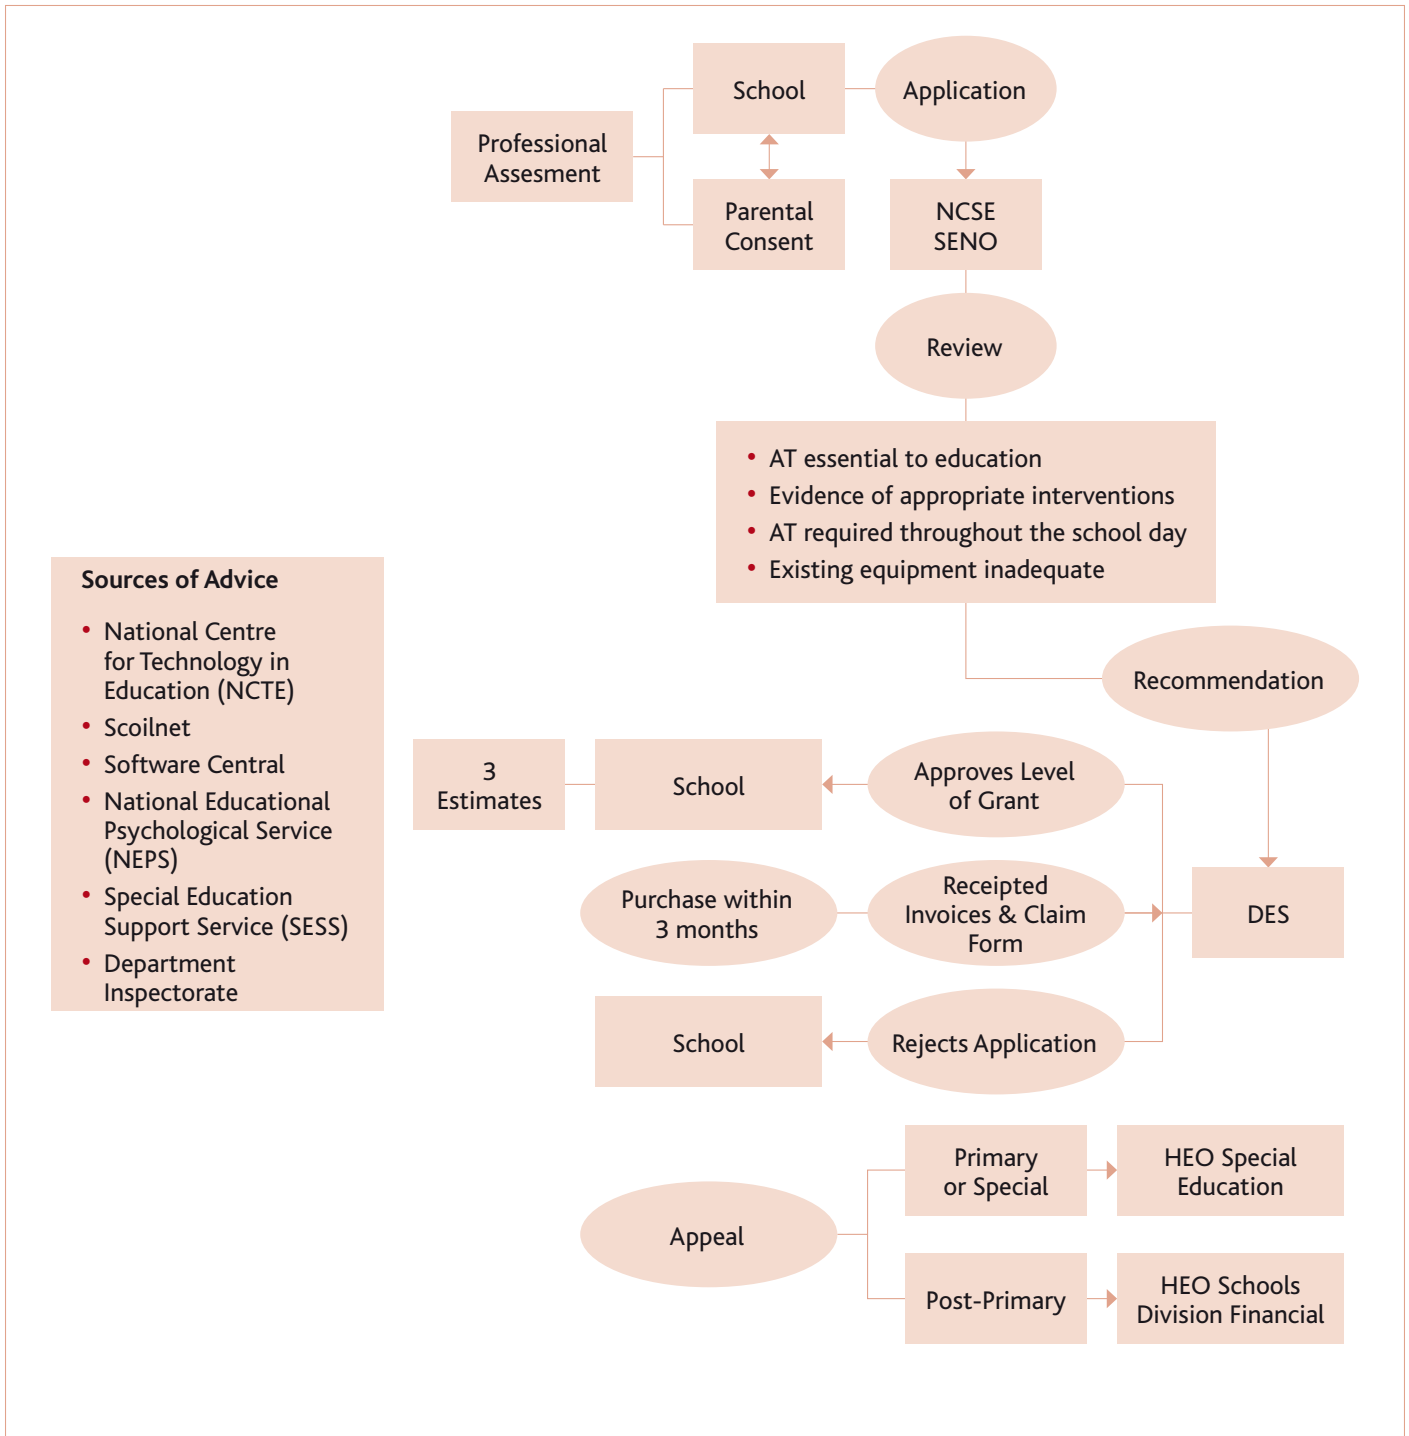 School
Application
Professional
Assesment
Parental
Consent
NCSE
SENO
Review
• AT essential to education
• Evidence of appropriate interventions
• AT required throughout the school day
• Existing equipment inadequate
Sources of Advice
• National Centre
for Technology in
Education (NCTE)
• Scoilnet
• Software Central
• National Educational
Psychological Service
(NEPS)
• Special Education
Support Service (SESS)
• Department
Inspectorate
Recommendation
3
Estimates
School
Approves Level
of Grant
Purchase within
3 months
Receipted
Invoices & Claim
Form
DES
School
Rejects Application
Appeal
Primary
or Special
HEO Special
Education
Post-Primary
HEO Schools
Division Financial